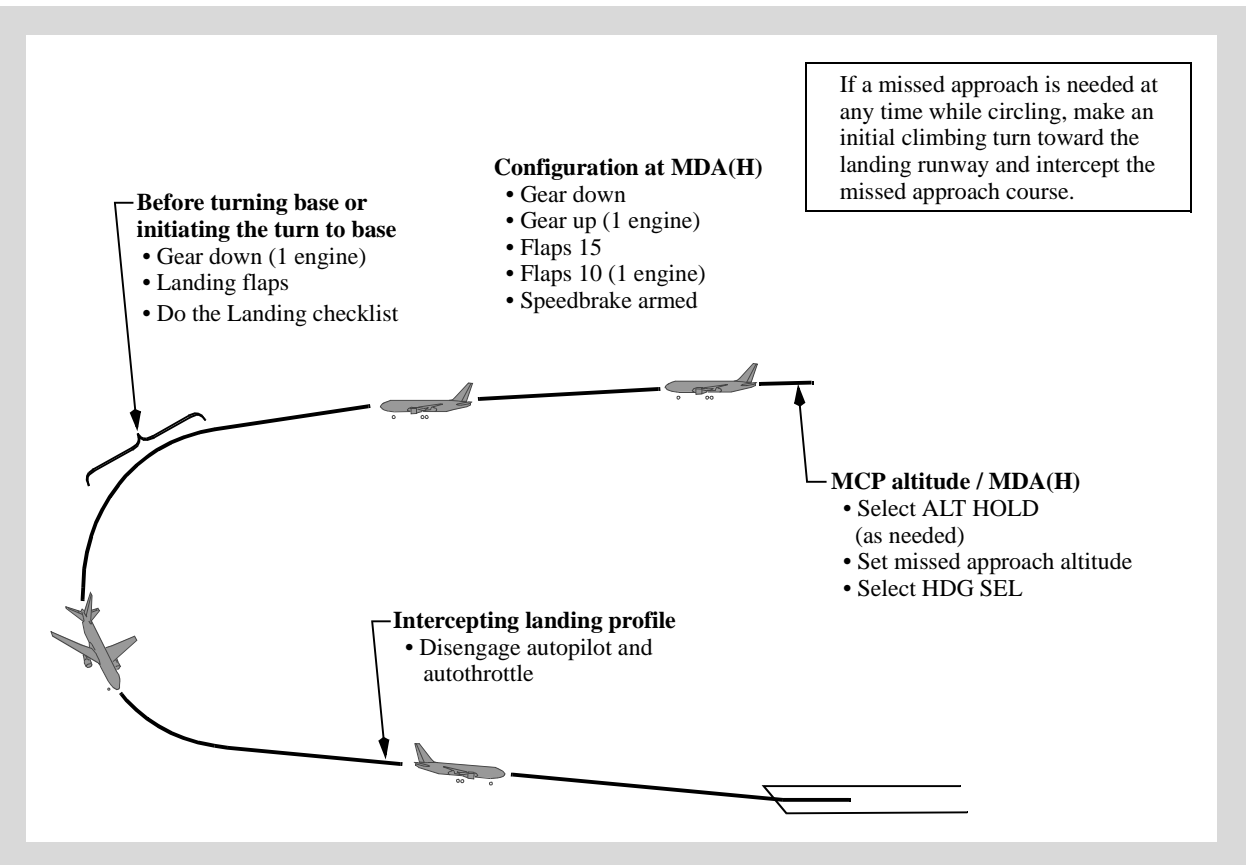 If a missed approach is needed at
any time while circling, make an
initial climbing turn toward the
landing runway and intercept the
missed approach course.
Configuration at MDA(H)
• Gear down
• Gear up (1 engine)
• Flaps 15
• Flaps 10 (1 engine)
• Speedbrake armed
Before turning base or
initiating the turn to base
• Gear down (1 engine)
• Landing flaps
• Do the Landing checklist
MCP altitude / MDA(H)
• Select ALT HOLD
(as needed)
• Set missed approach altitude
• Select HDG SEL
Intercepting landing profile
• Disengage autopilot and
autothrottle